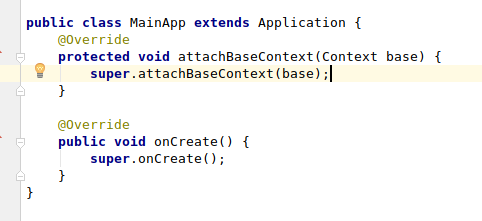 public class MainApp extends Application {
    @Override
    protected void attachBaseContext(Context base) {
        super.attachBaseContext(base);
    }

    @Override
    public void onCreate() {
        super.onCreate();
    }
}